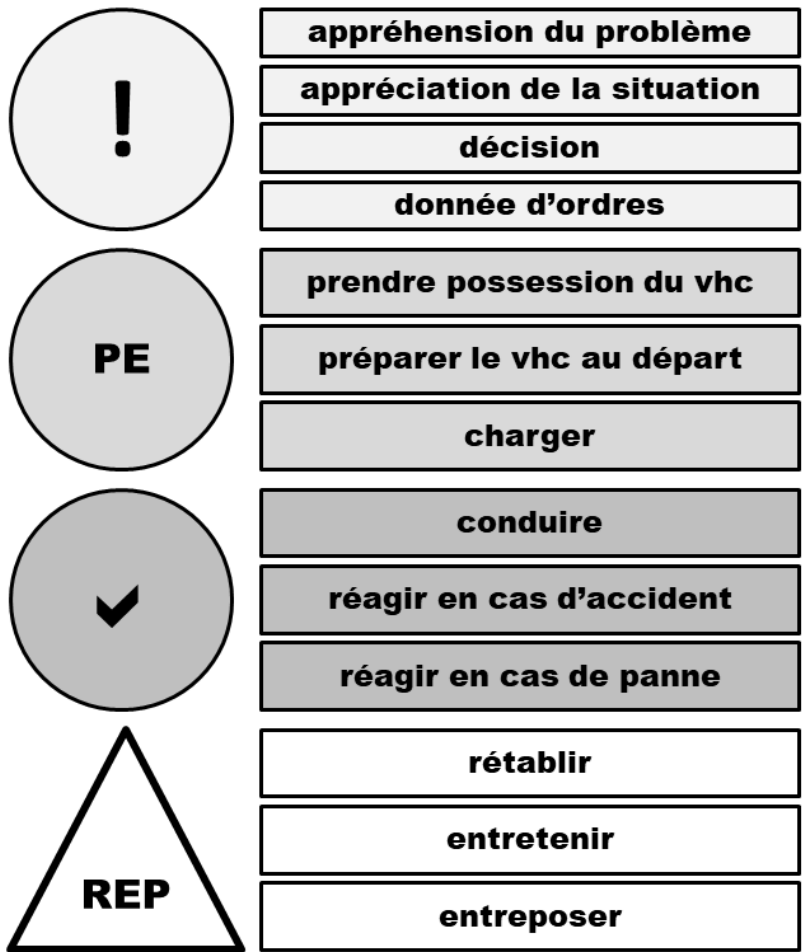 !
appréhension du problème
appréciation de la situation
décision
donnée d’ordres
PE
prendre possession du vhc
préparer le vhc au départ
charger
conduire
réagir en cas d’accident
réagir en cas de panne
REP
rétablir
entretenir
entreposer